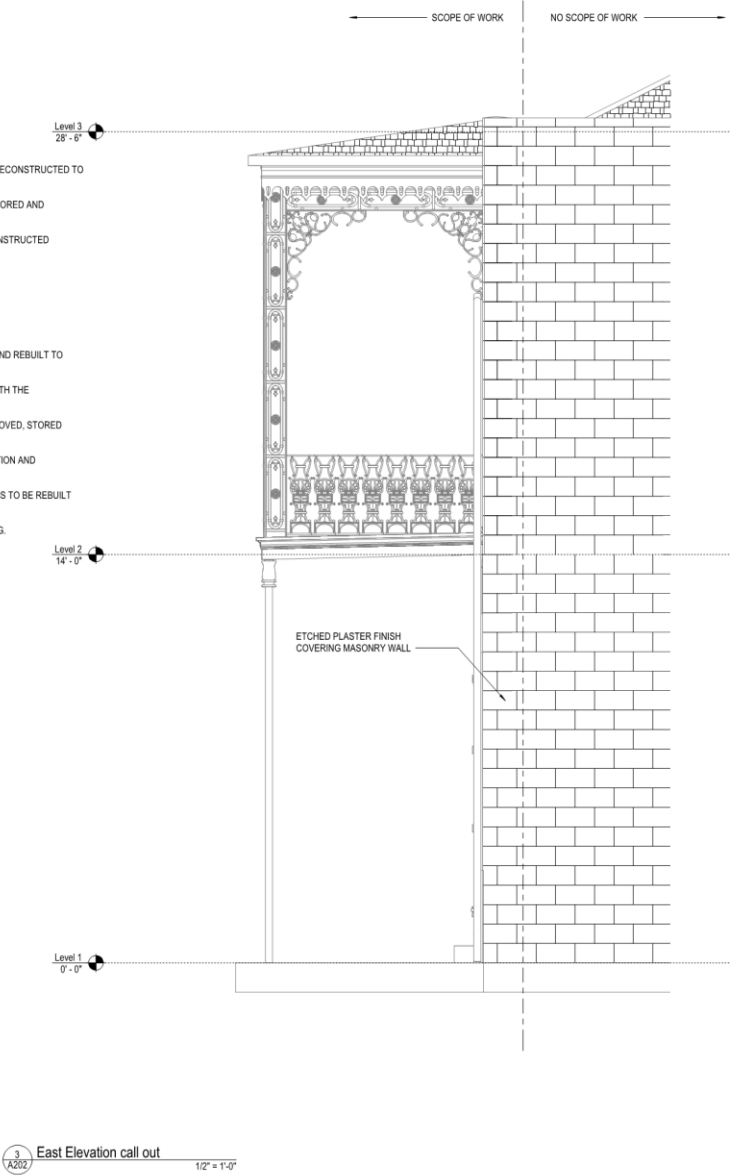 SCOPE OF WORK
NO SCOPE OF WORK
Level 3
28' - 6"
ECONSTRUCTED TO
ORED AND
NSTRUCTED
ND REBUILT TO
TH THE
OVED, STORED
TION AND
S TO BE REBUILT
G.
Level 2
14' - 0"
ETCHED PLASTER FINISH
COVERING MASONRY WALL
Level 1
0' - 0"
3
A202
East Elevation call out
1/2" = 1'-0"